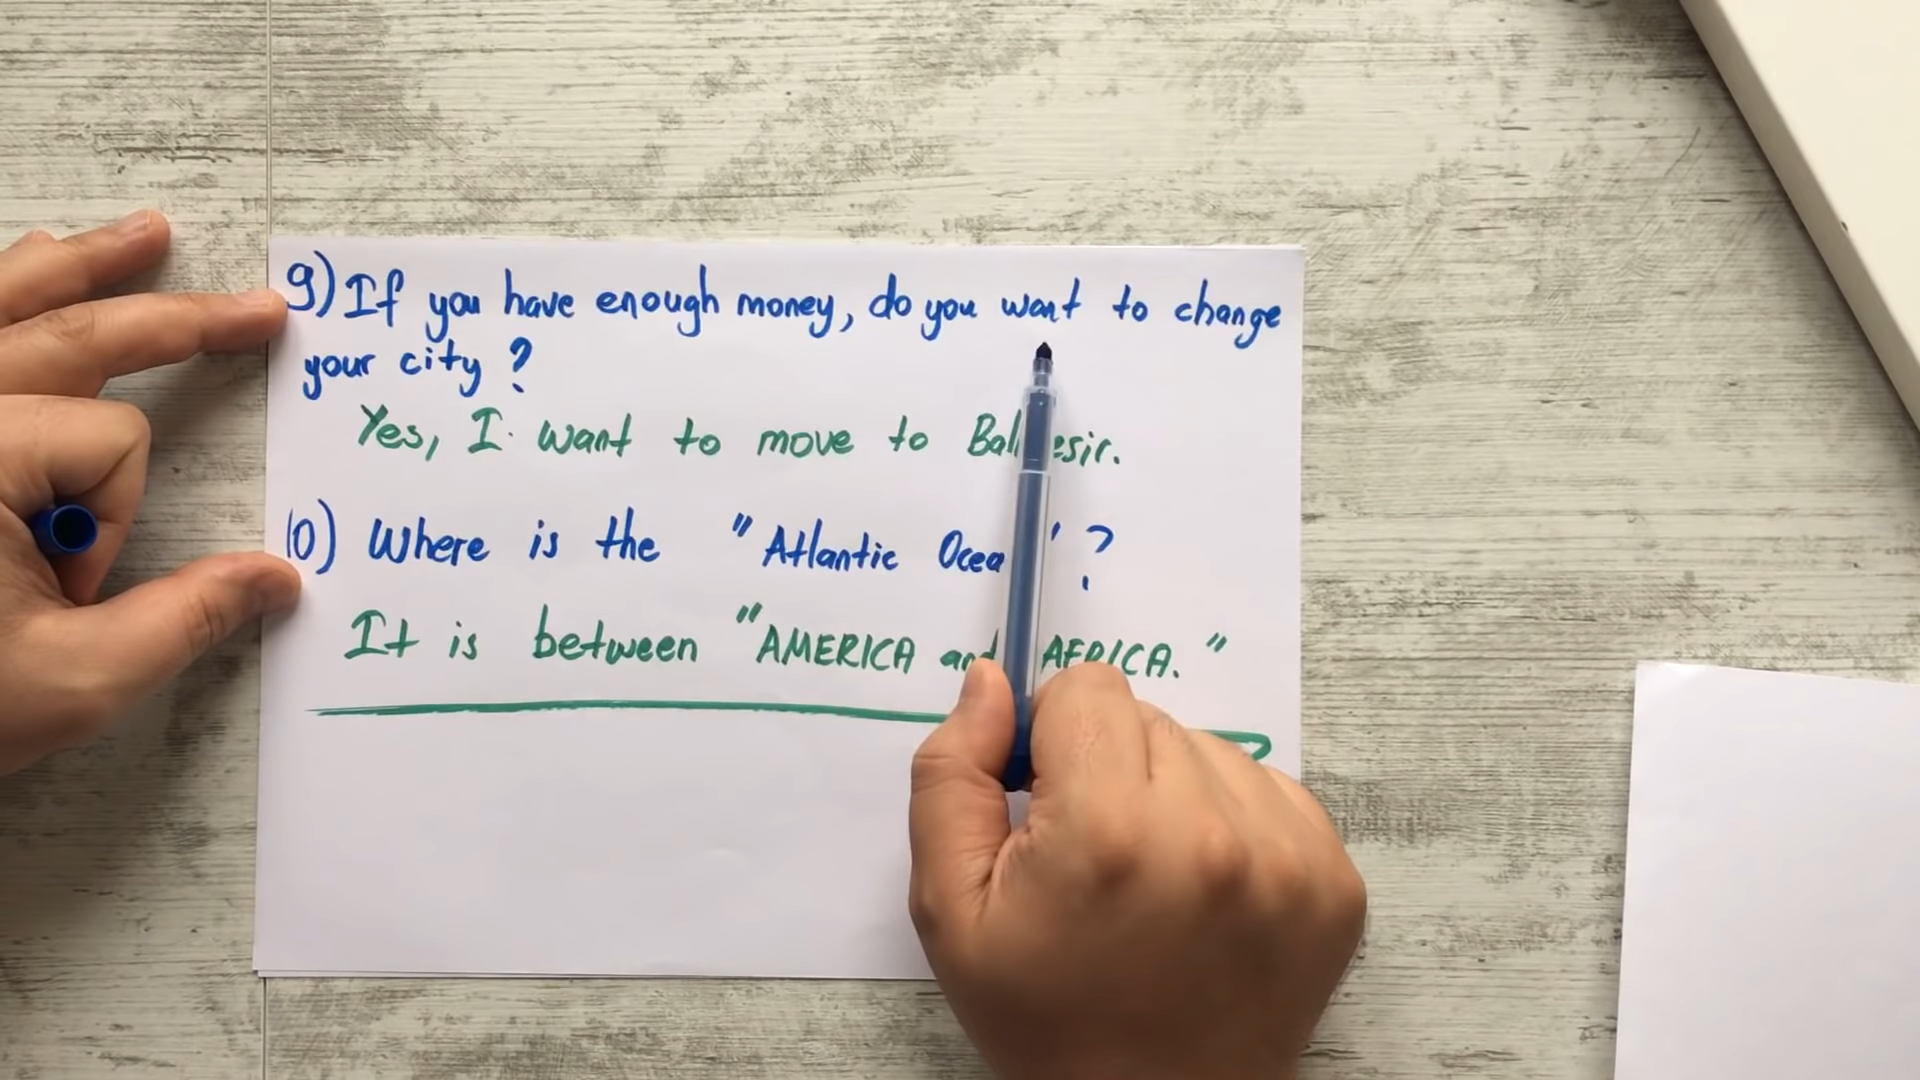 9) If you have enough money, do you want to change
your city ?
Yes, I want to move to
10) Where is the "Atlantic ?
It is between "AMERICA and AFRICA."